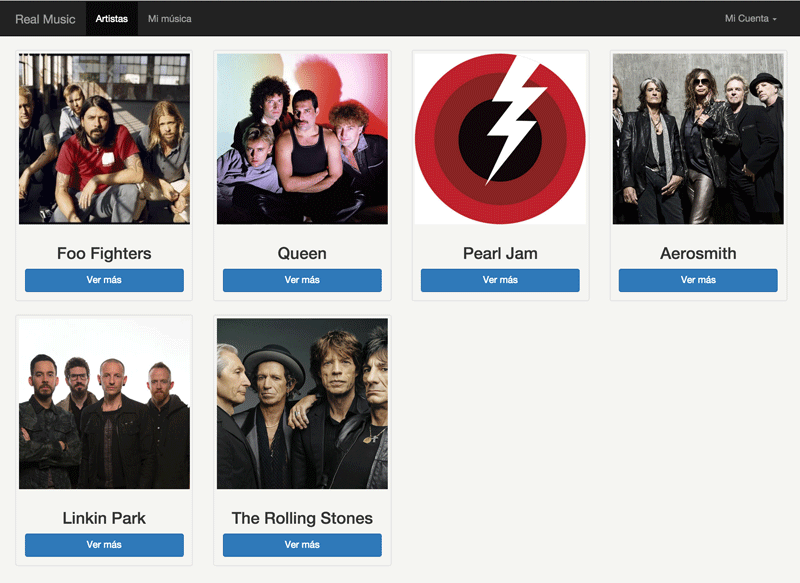 Real Music
Artistas
Mi música
Mi Cuenta
Foo Fighters
Queen
Pearl Jam
Aerosmith
Ver más
Ver más
Ver más
Ver más
Linkin Park
The Rolling Stones
Ver más
Ver más